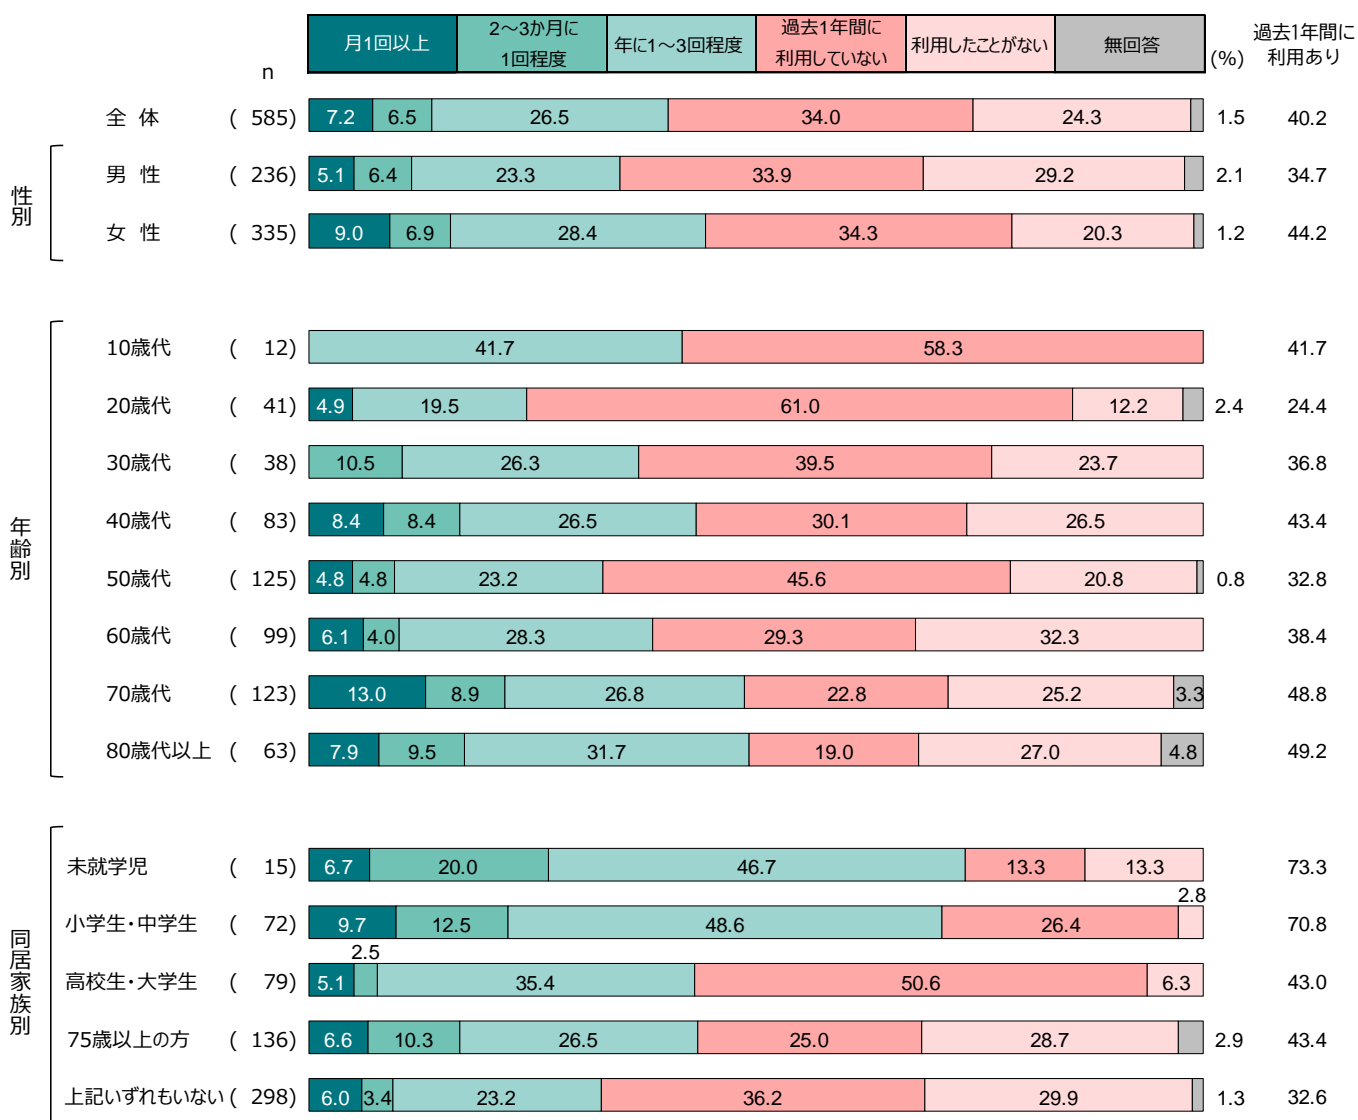 月1回以上
2～3か月に
1回程度
年に1～3回程度
過去1年間に
利用していない
利用したことがない
無回答
(%)
過去1年間に
利用あり
n
全 体 ( 585) 7.2 6.5 26.5 34.0 24.3 1.5 40.2
性別
男 性 ( 236) 5.1 6.4 23.3 33.9 29.2 2.1 34.7
女 性 ( 335) 9.0 6.9 28.4 34.3 20.3 1.2 44.2
年齢別
10歳代 ( 12) 41.7 58.3 41.7
20歳代 ( 41) 4.9 19.5 61.0 12.2 2.4 24.4
30歳代 ( 38) 10.5 26.3 39.5 23.7 36.8
40歳代 ( 83) 8.4 8.4 26.5 30.1 26.5 43.4
50歳代 ( 125) 4.8 4.8 23.2 45.6 20.8 0.8 32.8
60歳代 ( 99) 6.1 4.0 28.3 29.3 32.3 38.4
70歳代 ( 123) 13.0 8.9 26.8 22.8 25.2 3.3 48.8
80歳代以上 ( 63) 7.9 9.5 31.7 19.0 27.0 4.8 49.2
同居家族別
未就学児 ( 15) 6.7 20.0 46.7 13.3 13.3 73.3
小学生・中学生 ( 72) 9.7 12.5 48.6 26.4 2.8 70.8
高校生・大学生 ( 79) 5.1 2.5 35.4 50.6 6.3 43.0
75歳以上の方 ( 136) 6.6 10.3 26.5 25.0 28.7 2.9 43.4
上記いずれもいない ( 298) 6.0 3.4 23.2 36.2 29.9 1.3 32.6